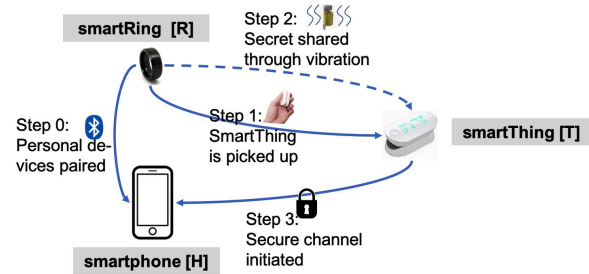 smartRing [R]
Step 2:
Secret shared
through vibration
Step 0:
Personal de-
vices paired
Step 1:
SmartThing
is picked up
smartThing [T]
Step 3:
Secure channel
initiated
smartphone [H]